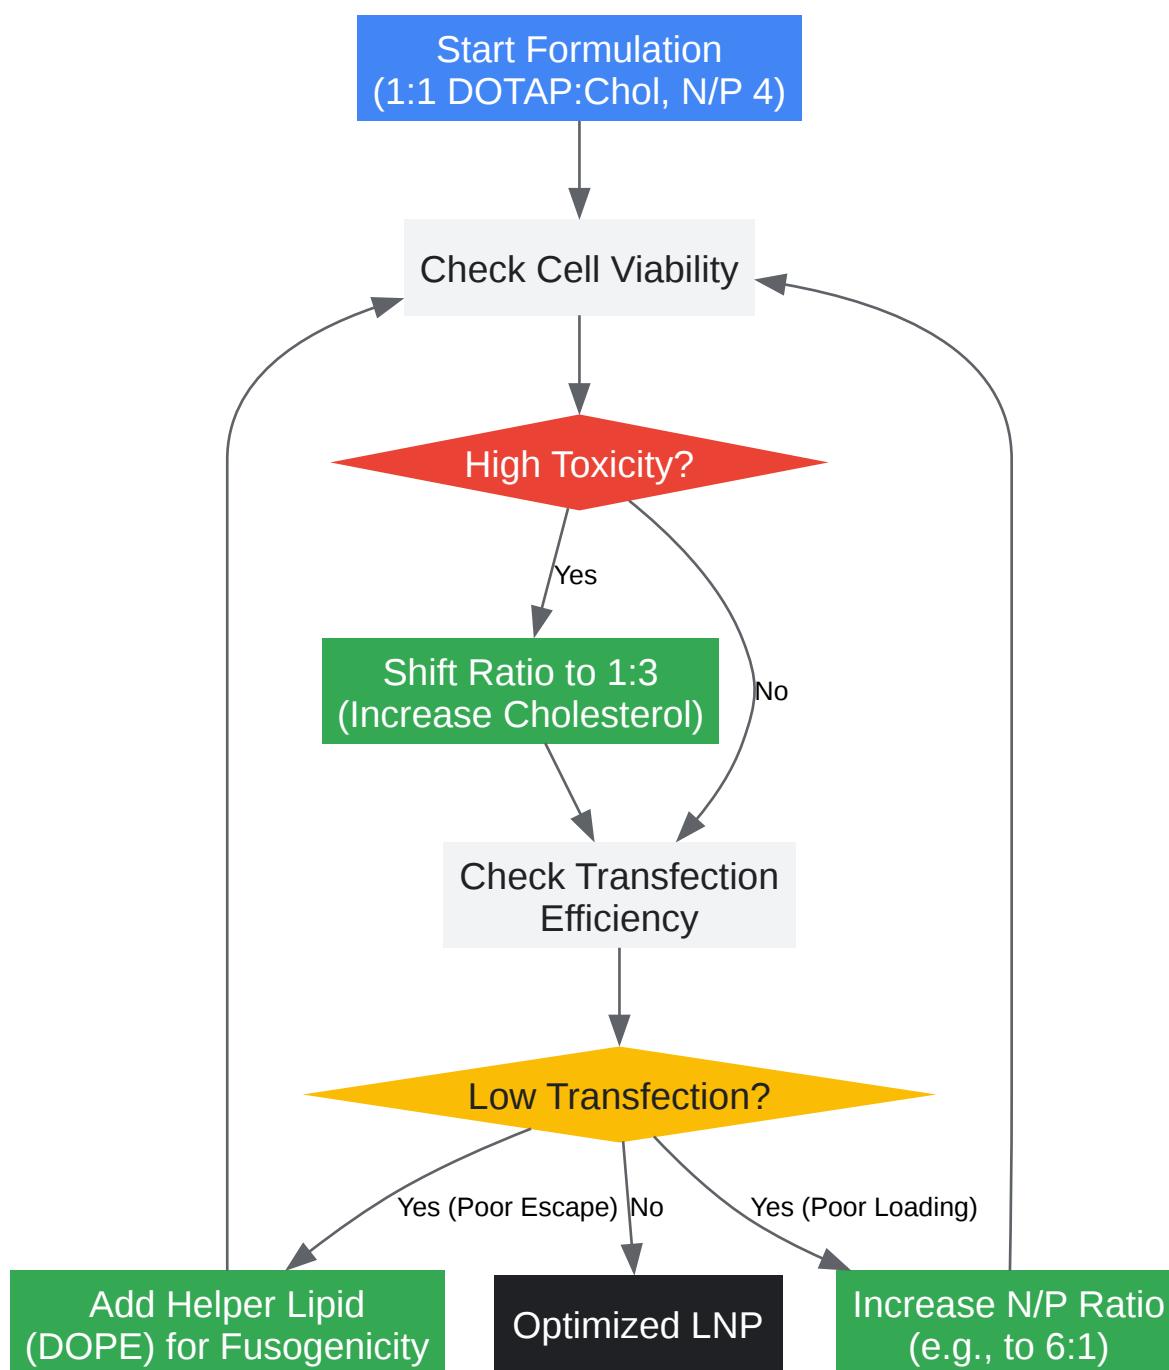 Start Formulation
(1:1 DOTAP:Chol, N/P 4)
Check Cell Viability
High Toxicity?
Yes
Shift Ratio to 1:3
(Increase Cholesterol)
No
Check Transfection
Efficiency
Low Transfection?
Yes (Poor Escape)
No
Yes (Poor Loading)
Add Helper Lipid
(DOPE) for Fusogenicity
Optimized LNP
Increase N/P Ratio
(e.g., to 6:1)